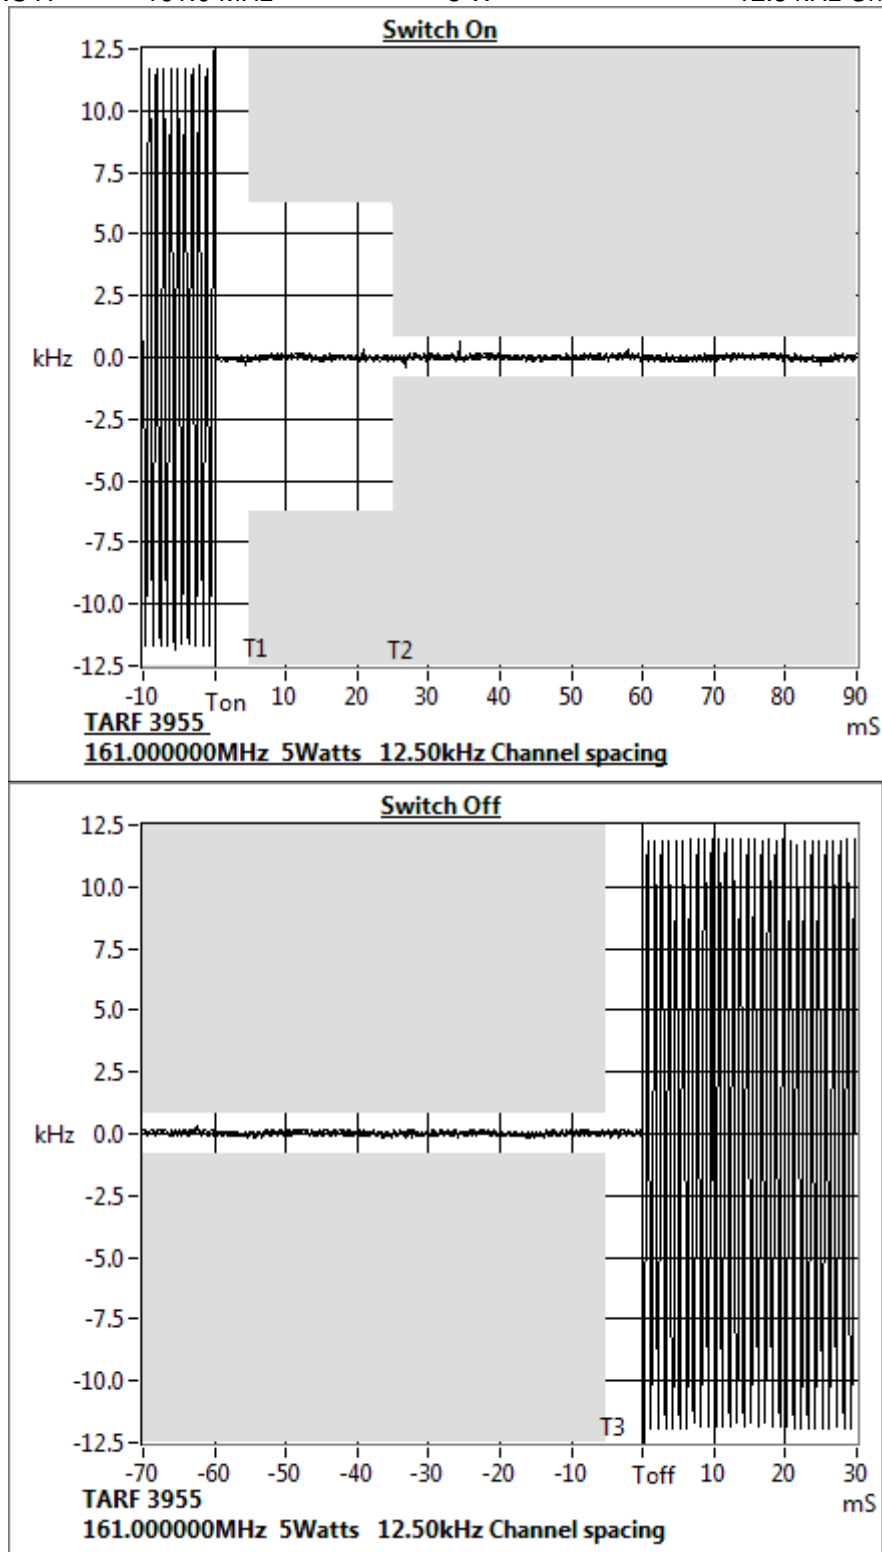 Switch On
12.5
10.0
7.5
5.0
2.5
kHz 0.0
-2.5
-5.0
-7.5
-10.0
-12.5
T1 T2
-10 Ton 10 20 30 40 50 60 70 80 90
mS
TARF 3955
161.000000MHz 5Watts 12.50kHz Channel spacing
Switch Off
12.5
10.0
7.5
5.0
2.5
kHz 0.0
-2.5
-5.0
-7.5
-10.0
-12.5
T3
-70 -60 -50 -40 -30 -20 -10 Toff 10 20 30
mS
TARF 3955
161.000000MHz 5Watts 12.50kHz Channel spacing